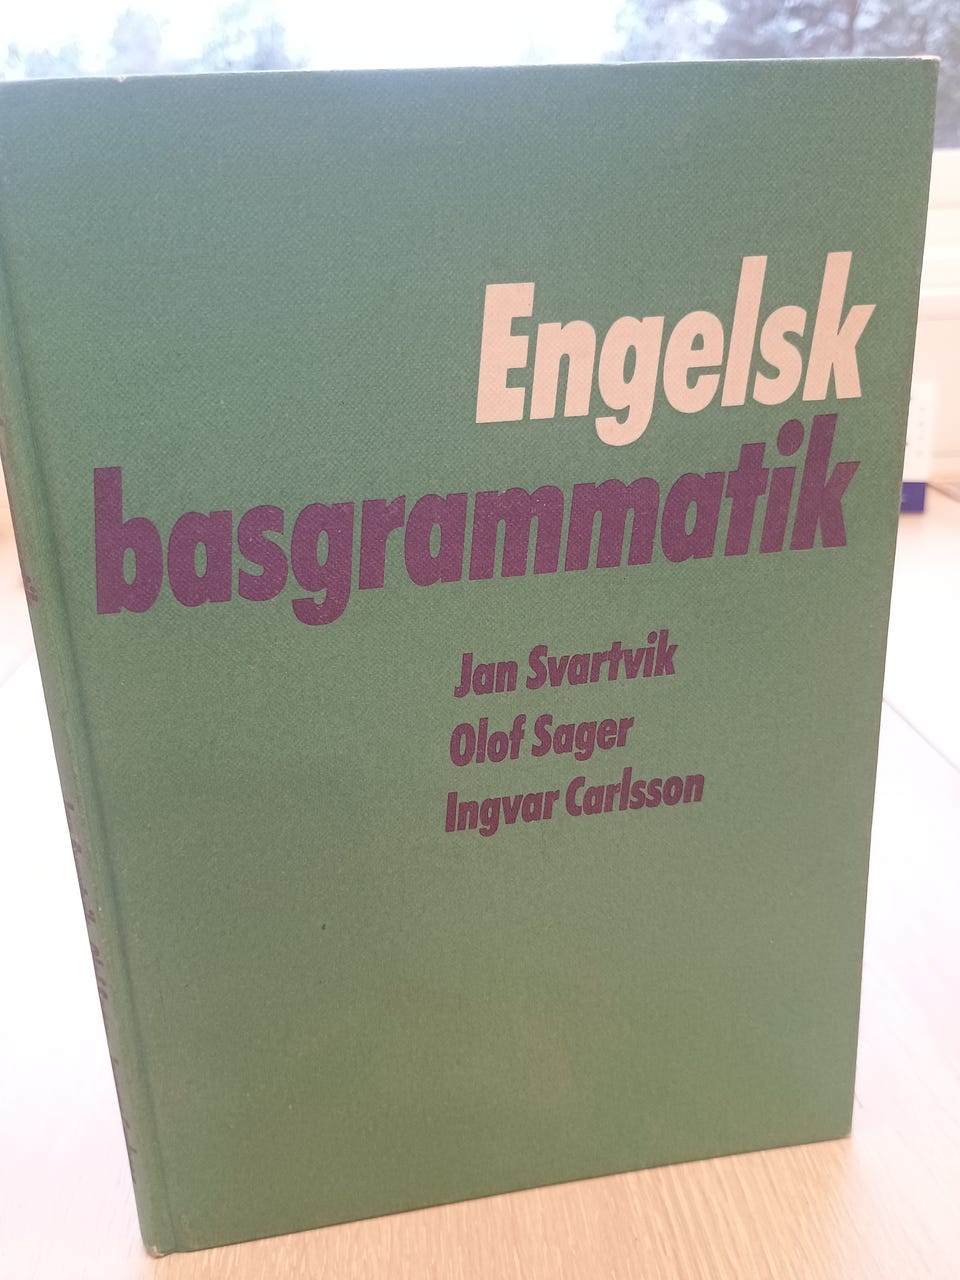 Engelsk
basgrammatik
Jan Svartvik
Olof Sager
Ingvar Carlsson